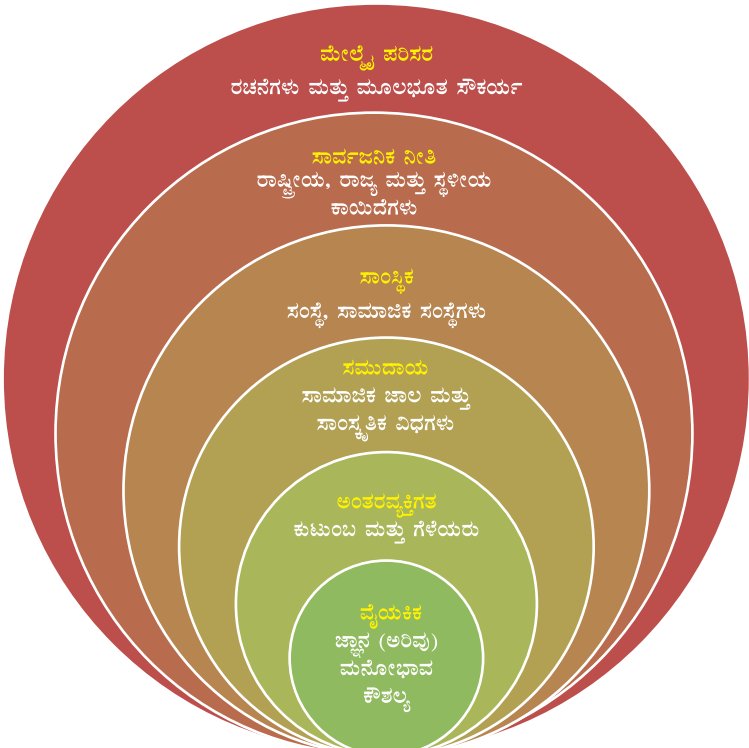 ಮೇಲ್ಮೈ ಪರಿಸರ
ರಚನೆಗಳು ಮತ್ತು ಮೂಲಭೂತ ಸೌಕರ್ಯ
ಸಾರ್ವಜನಿಕ ನೀತಿ
ರಾಷ್ಟ್ರೀಯ, ರಾಜ್ಯ ಮತ್ತು ಸ್ಥಳೀಯ
ಕಾಯಿದೆಗಳು
ಸಾಂಸ್ಥಿಕ
ಸಂಸ್ಥೆ, ಸಾಮಾಜಿಕ ಸಂಸ್ಥೆಗಳು
ಸಮುದಾಯ
ಸಾಮಾಜಿಕ ಜಾಲ ಮತ್ತು
ಸಾಂಸ್ಕೃತಿಕ ವಿಧಗಳು
ಅಂತರವ್ಯಕ್ತಿಗತ
ಕುಟುಂಬ ಮತ್ತು ಗೆಳೆಯರು
ವೈಯಕಿಕ
ಜ್ಞಾನ (ಅರಿವು)
ಮನೋಭಾವ
ಕೌಶಲ್ಯ